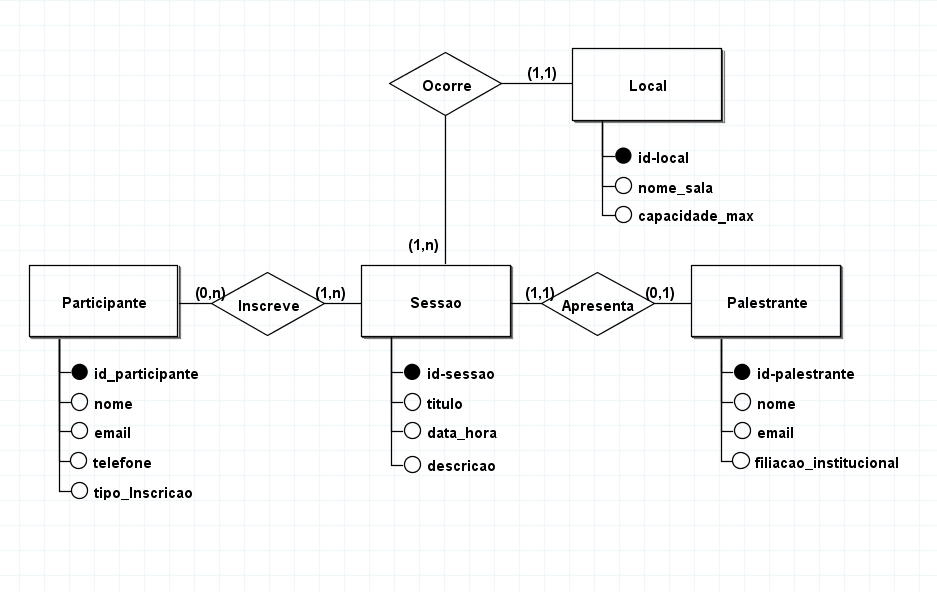 Ocorre
(1,1)
Local
id-local
nome_sala
capacidade_max
(1,n)
Participante
(0,n)
Inscreve
(1,n)
Sessao
(1,1)
Apresenta
(0,1)
Palestrante
id_participante
nome
email
telefone
tipo_Inscricao
id-sessao
titulo
data_hora
descricao
id-palestrante
nome
email
filiacao_institucional